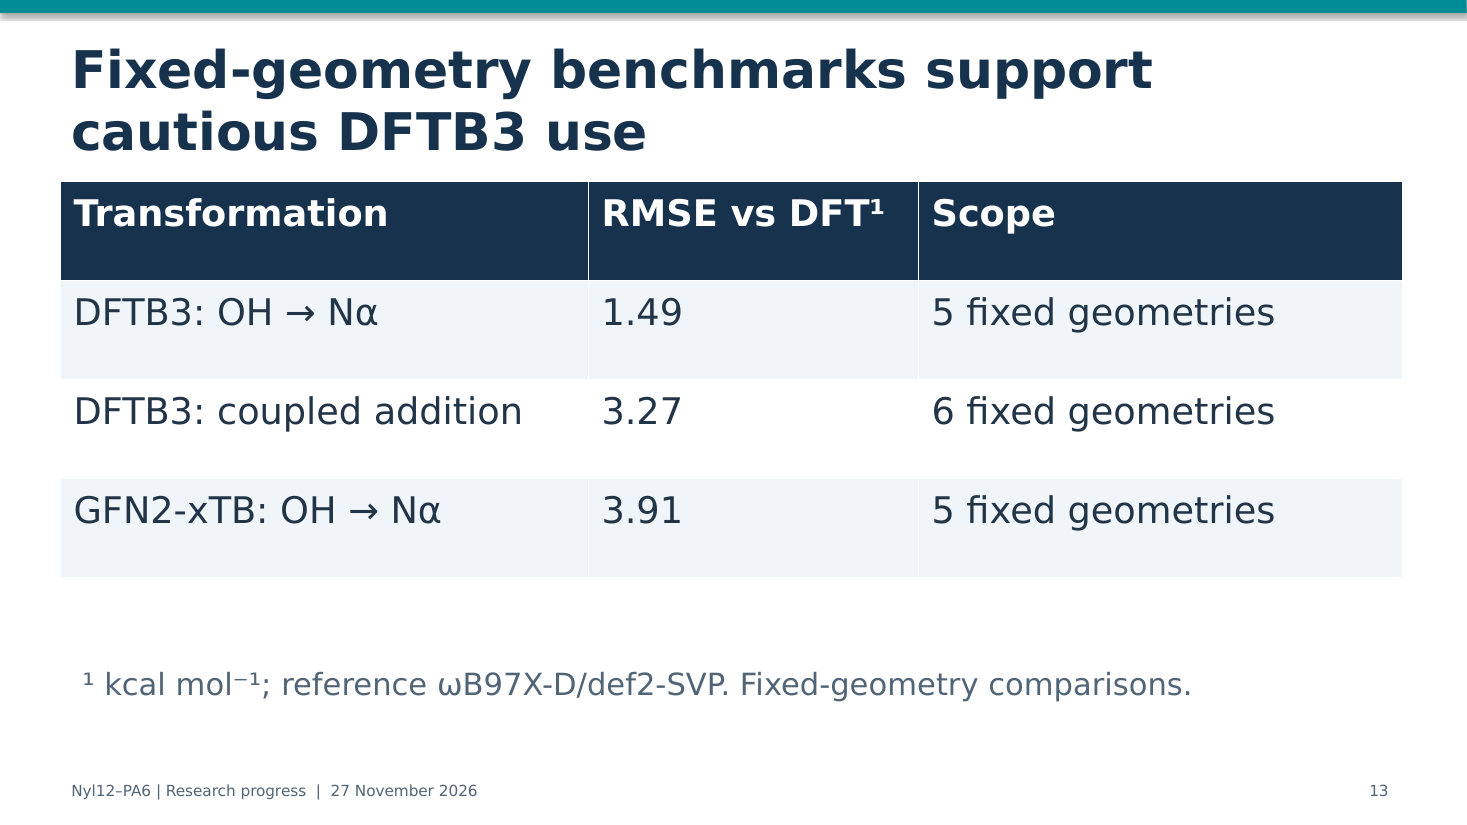 Fixed-geometry benchmarks support
cautious DFTB3 use
Transformation RMSE vs DFT¹ Scope
DFTB3: OH → Nα 1.49 5 fixed geometries
DFTB3: coupled addition 3.27 6 fixed geometries
GFN2-xTB: OH → Nα 3.91 5 fixed geometries
¹ kcal mol⁻¹; reference ωB97X-D/def2-SVP. Fixed-geometry comparisons.
Nyl12–PA6 | Research progress | 27 November 2026 13